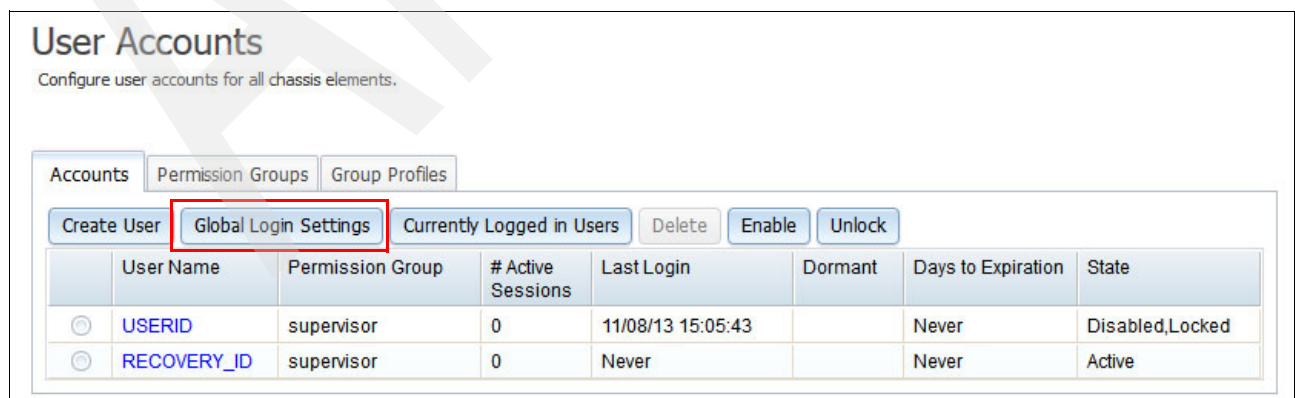 User Accounts
Configure user accounts for all chassis elements.
Accounts Permission Groups Group Profiles
Create User Global Login Settings Currently Logged in Users Delete Enable Unlock
User Name Permission Group # Active Sessions Last Login Dormant Days to Expiration State
USERID supervisor 0 11/08/13 15:05:43 Never Disabled,Locked
RECOVERY_ID supervisor 0 Never Never Active